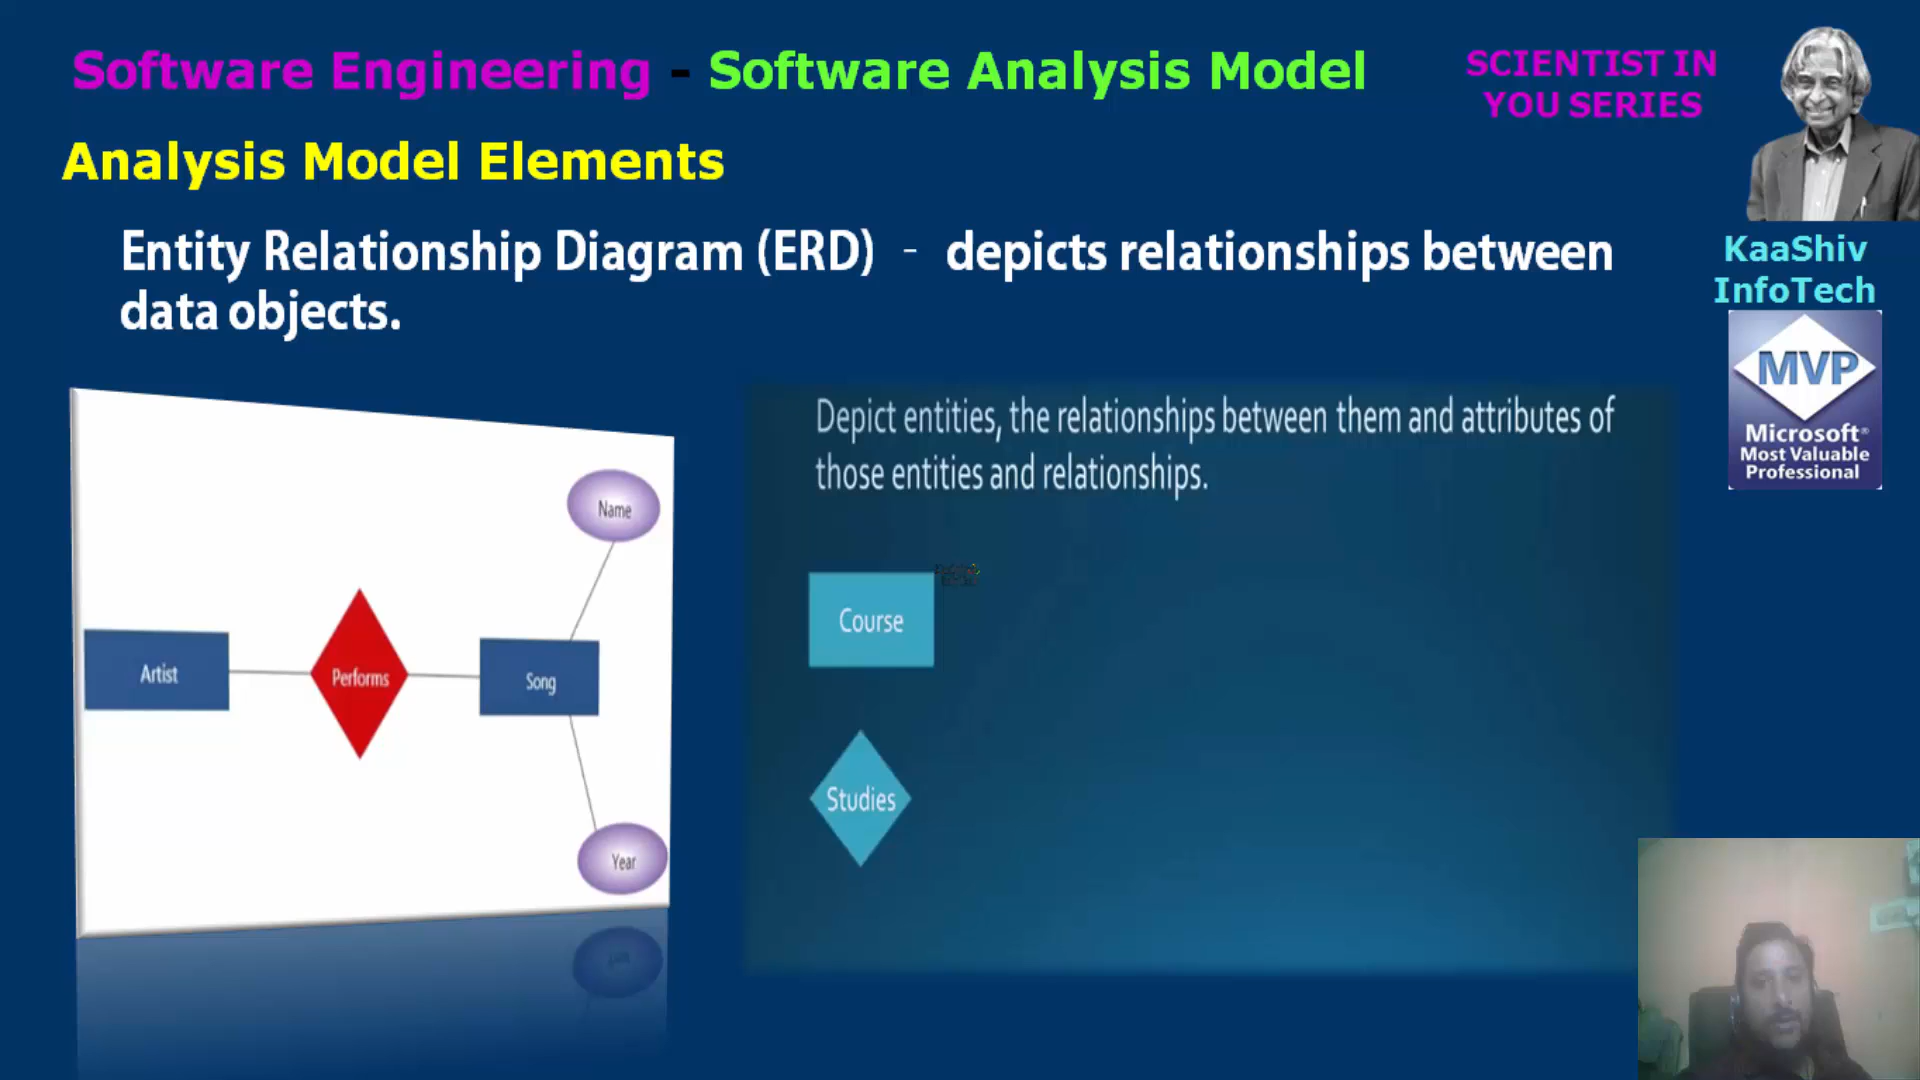 Software Engineering - Software Analysis Model
SCIENTIST IN
YOU SERIES
Analysis Model Elements
Entity Relationship Diagram (ERD) - depicts relationships between
data objects.
KaaShiv
InfoTech
MVP
Microsoft®
Most Valuable
Professional
Depict entities, the relationships between them and attributes of
those entities and relationships.
Name
Artist
Performs
Song
Year
Course
Studies